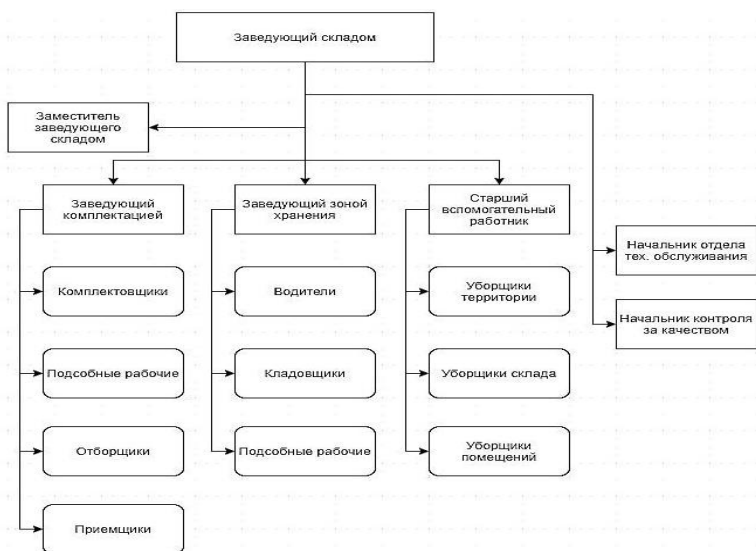 Заведующий складом
Заместитель
заведующего
складом
Заведующий
комплектацией
Заведующий зоной
хранения
Старший
вспомогательный
работник
Начальник отдела
тех. обслуживания
Комплектовщики
Водители
Уборщики
территории
Начальник контроля
за качеством
Подсобные рабочие
Кладовщики
Уборщики склада
Отборщики
Подсобные рабочие
Уборщики
помещений
Приемщики